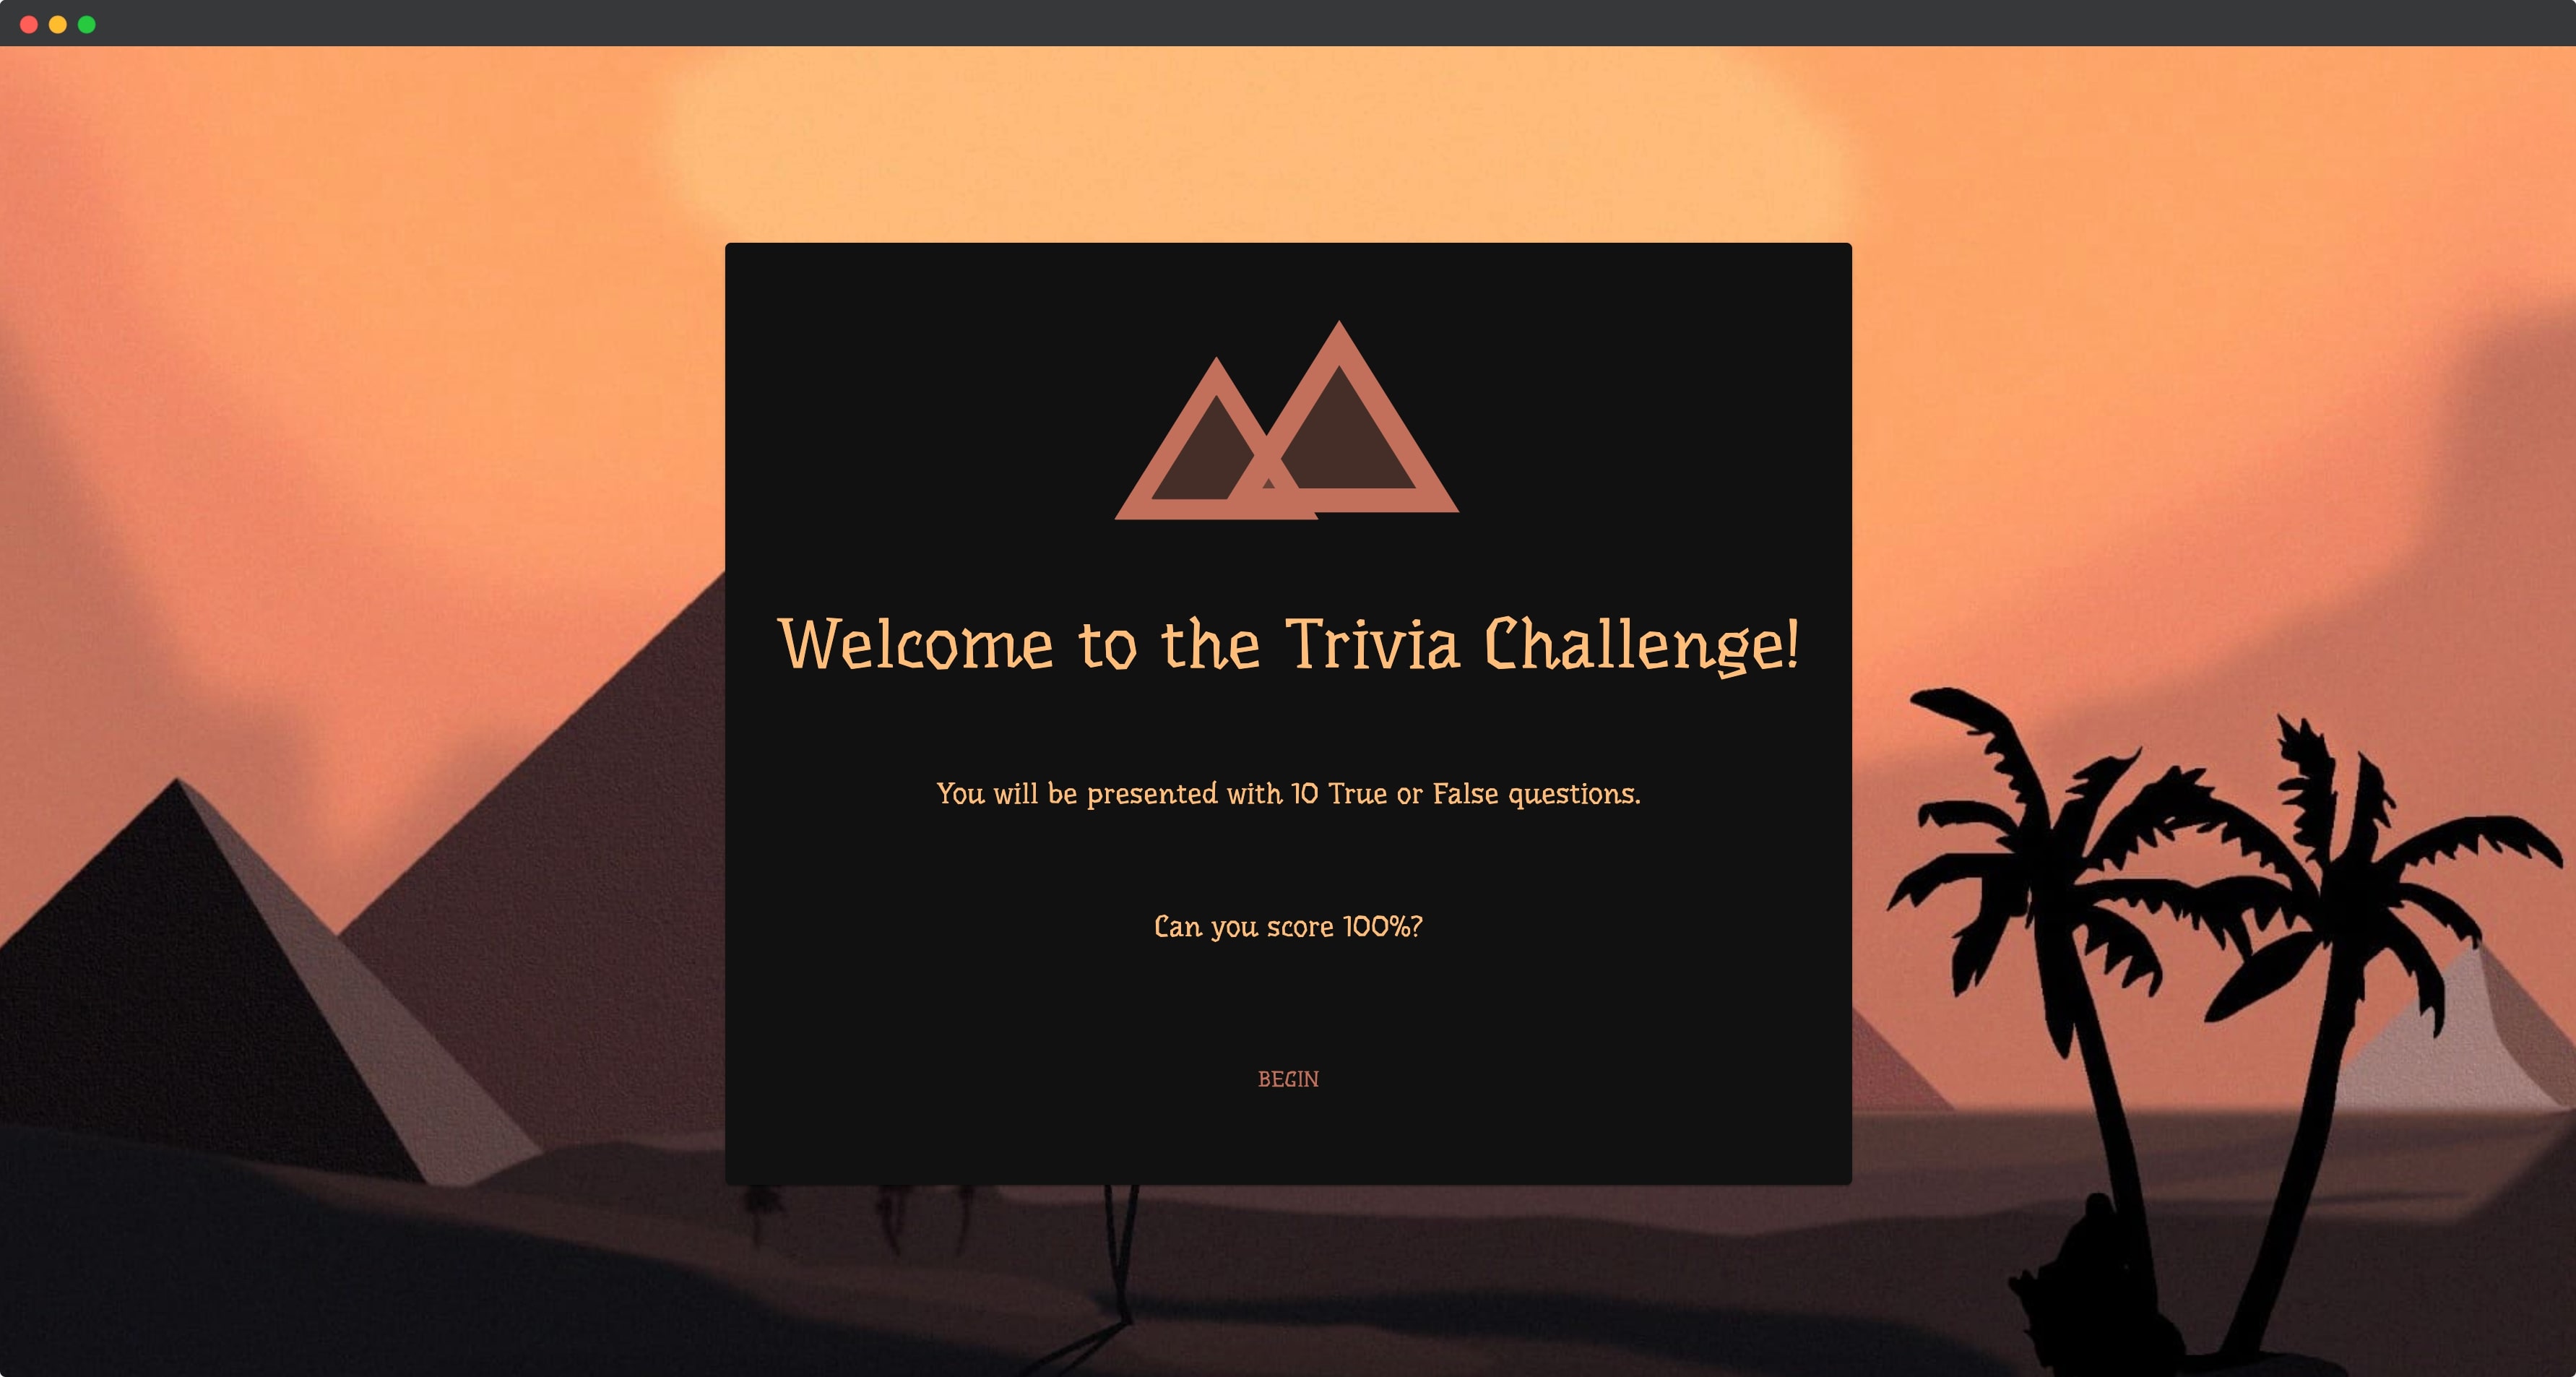 Welcome to the Trivia Challenge!
You will be presented with 10 True or False questions.
Can you score 100%?
BEGIN